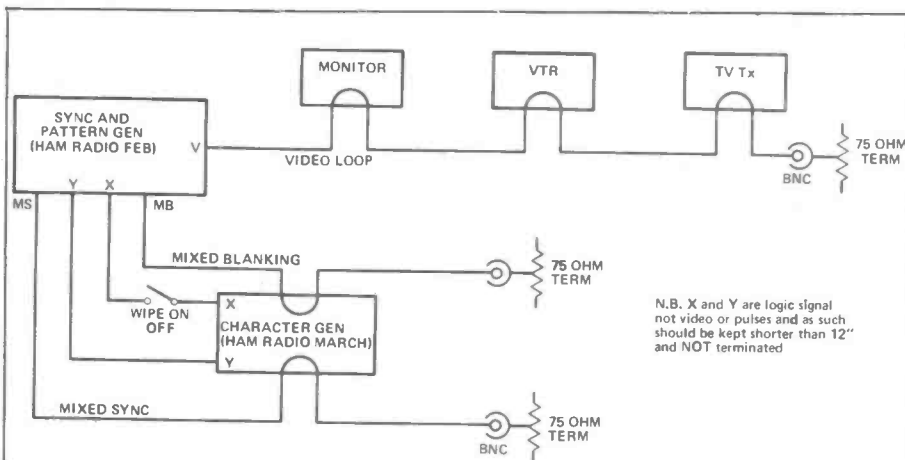 MONITOR
VTR
TV Tx
SYNC AND
PATTERN GEN
(HAM RADIO FEB)
V
Y
X
MS
MB
VIDEO LOOP
BNC
75 OHM
TERM
MIXED BLANKING
75 OHM
TERM
WIPE ON
OFF
X
CHARACTER GEN
(HAM RADIO MARCH)
Y
N.B. X and Y are logic signal
not video or pulses and as such
should be kept shorter than 12"
and NOT terminated
MIXED SYNC
BNC
75 OHM
TERM